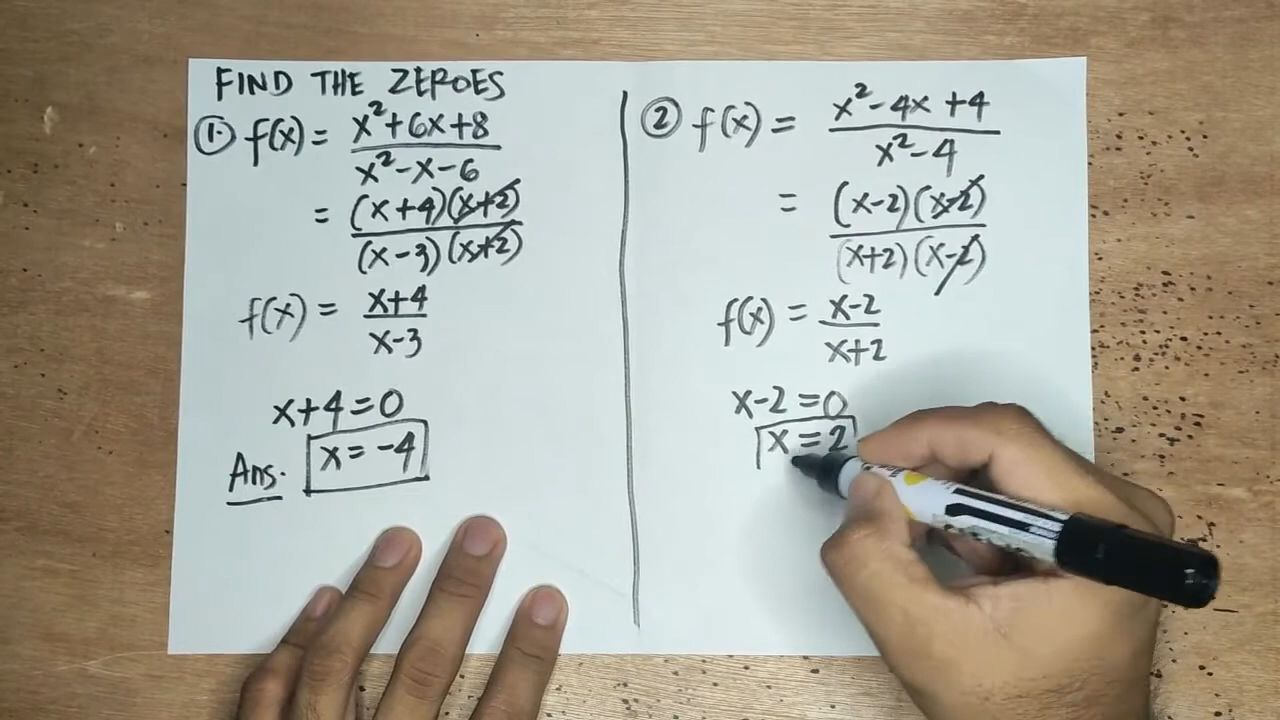 FIND THE ZEROES
① f(x) = x²+6x+8
x²-x-6
= (x+4)(x+2)
(x-3)(x+2)
f(x) = x+4
x-3
x+4=0
Ans. x=-4
② f(x) = x²-4x+4
x²-4
= (x-2)(x-2)
(x+2)(x-2)
f(x) = x-2
x+2
x-2=0
x=2